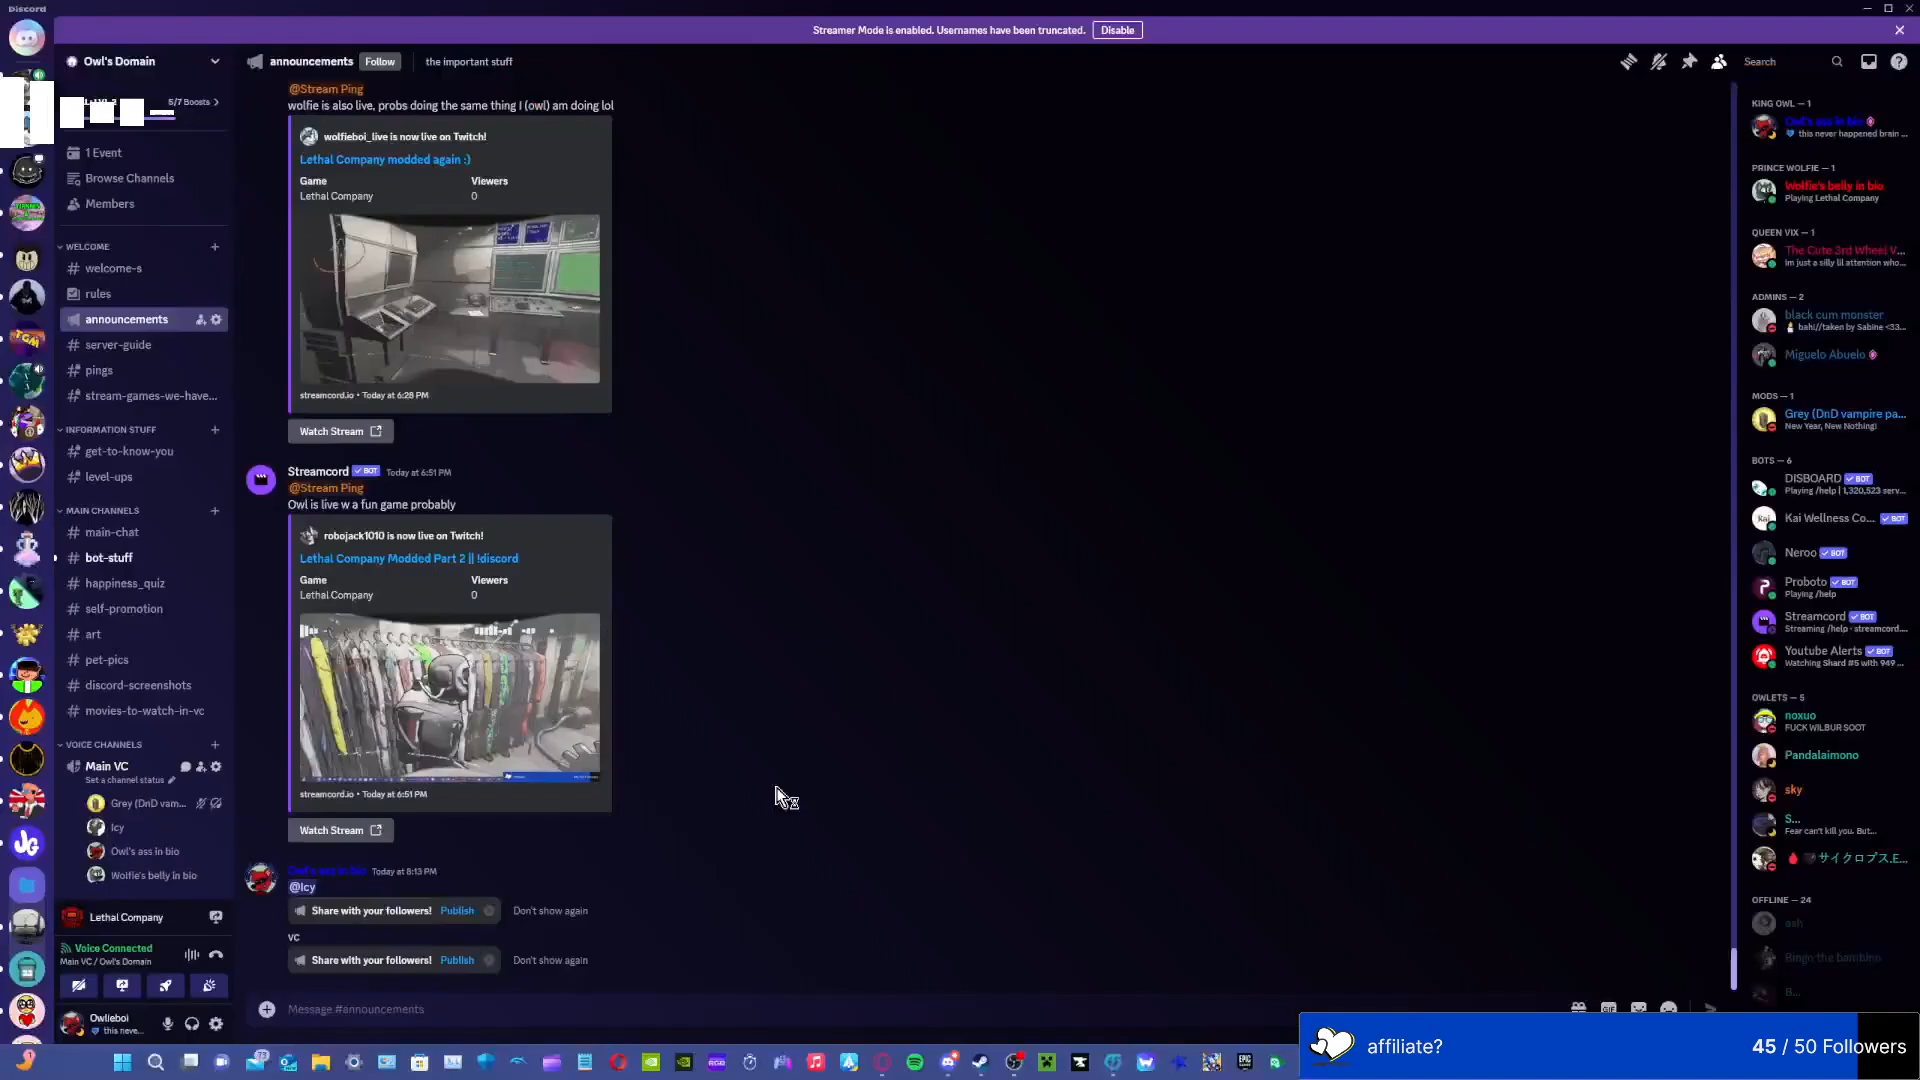 Discord
Streamer Mode is enabled. Usernames have been truncated.
Disable
Owl's Domain
announcements
Follow
the important stuff
Search
5/7 Boosts
1 Event
Browse Channels
Members
WELCOME
welcome-s
rules
announcements
server-guide
pings
stream-games-we-have...
INFORMATION STUFF
get-to-know-you
level-ups
MAIN CHANNELS
main-chat
bot-stuff
happiness_quiz
self-promotion
art
pet-pics
discord-screenshots
movies-to-watch-in-vc
VOICE CHANNELS
Main VC
Set a channel status
Grey (DnD vam...
Icy
Owl's ass in bio
Wolfie's belly in bio
Lethal Company
Voice Connected
Main VC / Owl's Domain
Owlieboi
this neve...
@Stream Ping
wolfie is also live, probs doing the same thing I (owl) am doing lol
wolfieboi_live is now live on Twitch!
Lethal Company modded again :)
Game
Viewers
Lethal Company
0
streamcord.io • Today at 6:28 PM
Watch Stream
Streamcord BOT Today at 6:51 PM
@Stream Ping
Owl is live w a fun game probably
robojack1010 is now live on Twitch!
Lethal Company Modded Part 2 || !discord
Game
Viewers
Lethal Company
0
streamcord.io • Today at 6:51 PM
Watch Stream
Owl's ass in bio Today at 8:13 PM
@Icy
Share with your followers! Publish
Don't show again
VC
Share with your followers! Publish
Don't show again
Message #announcements
GIF
KING OWL — 1
Owl's ass in bio
this never happened brain ...
PRINCE WOLFIE — 1
Wolfie's belly in bio
Playing Lethal Company
QUEEN VIX — 1
The Cute 3rd Wheel V...
im just a silly lil attention who...
ADMINS — 2
black cum monster
bah//taken by Sabine <33...
Miguelo Abuelo
MODS — 1
Grey (DnD vampire pa...
New Year, New Nothing!
BOTS — 6
DISBOARD BOT
Playing /help | 1,320,523 serv...
Kai Wellness Co... BOT
Neroo BOT
Proboto BOT
Playing /help
Streamcord BOT
Streaming /help · streamcord....
Youtube Alerts BOT
Watching Shard #5 with 949 ...
OWLETS — 5
noxuo
FUCK WILBUR SOOT
Pandalaimono
sky
S...
Fear can't kill you. But...
サイクロプス.E...
OFFLINE — 24
ash
Bingo the bambino
B...
affiliate?
45 / 50 Followers